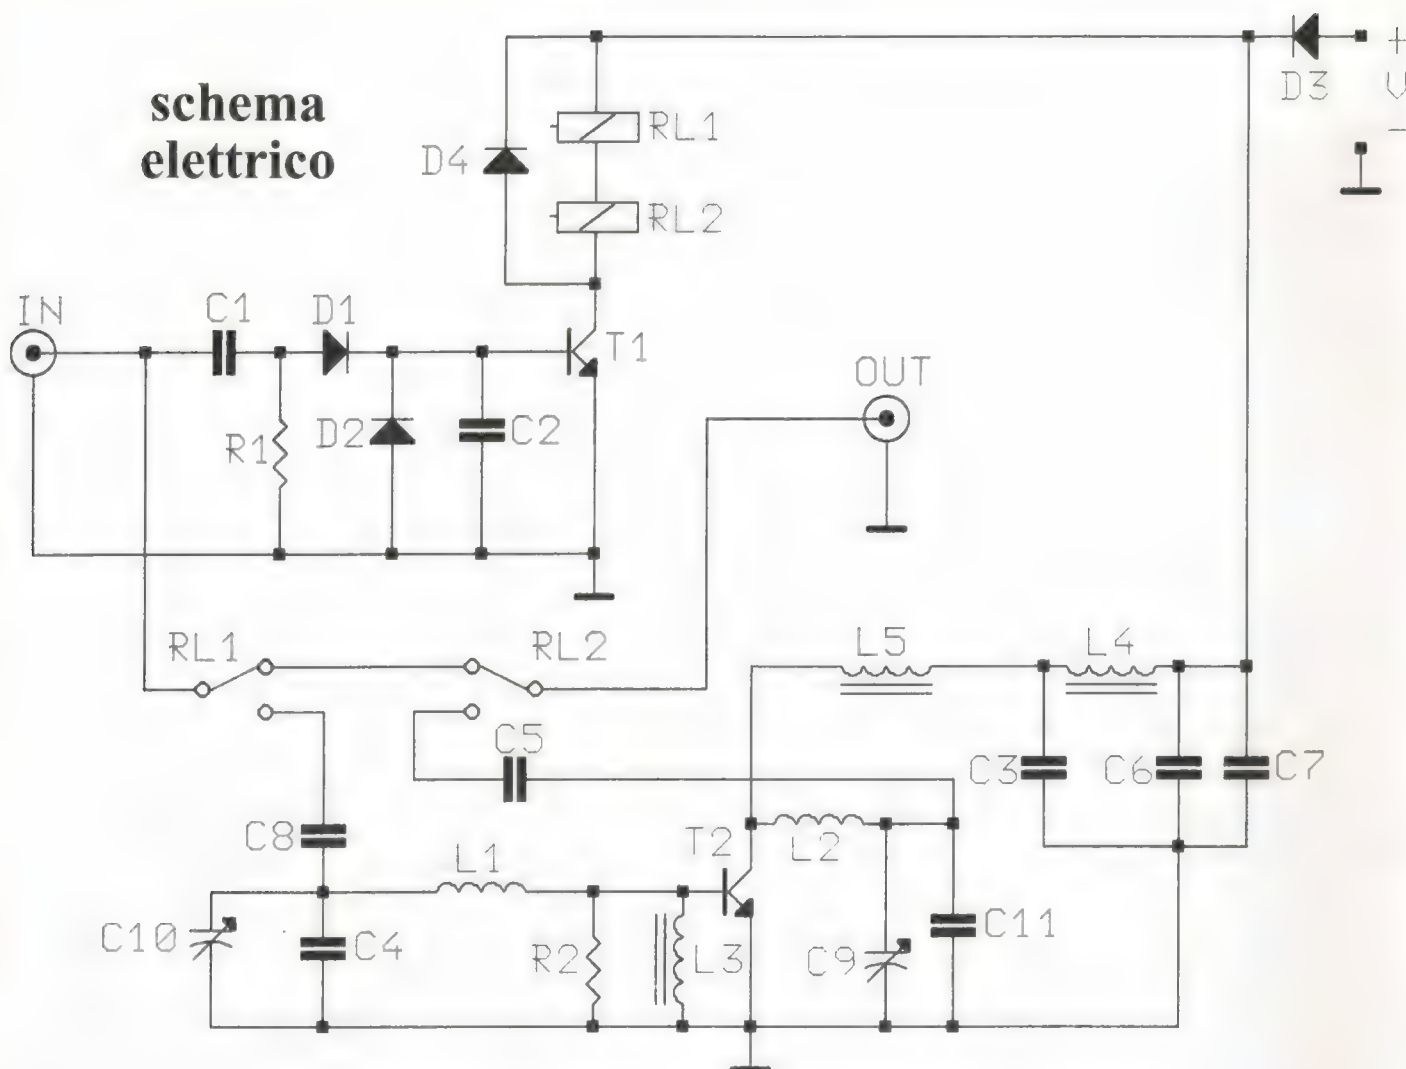 schema
elettrico
+
V
-
D3
RL1
D4
RL2
IN
C1
D1
T1
OUT
R1
D2
C2
RL1
RL2
L5
L4
C5
C3
C6
C7
C8
L1
T2
L2
C10
C4
R2
L3
C9
C11